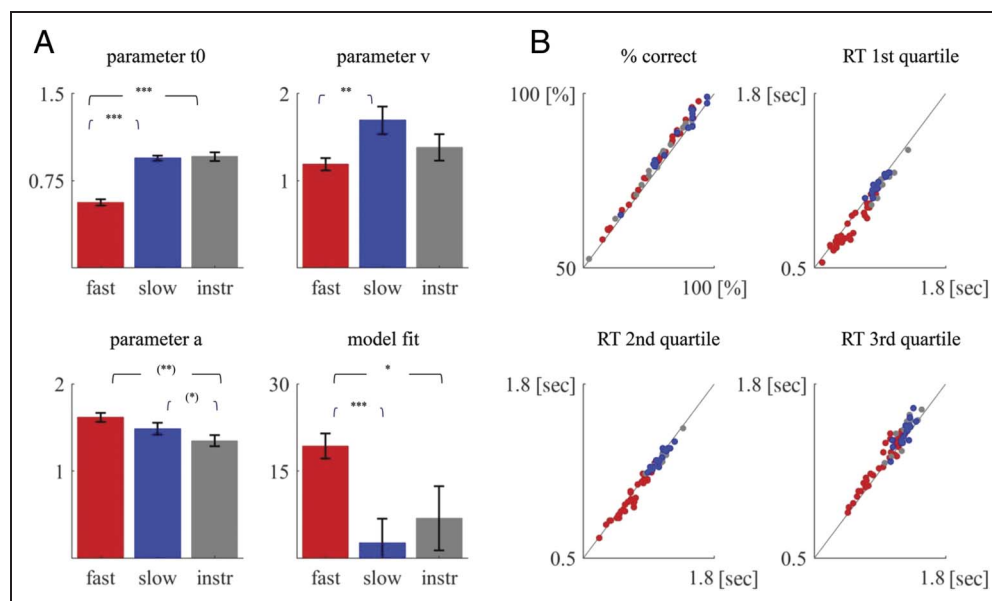 A
parameter t0
1.5
0.75
***
***
fast slow instr
parameter v
2
1
**
fast slow instr
parameter a
2
1
(**)
(*)
fast slow instr
model fit
30
15
*
***
fast slow instr
B
% correct
100 [%]
50
100 [%]
RT 1st quartile
1.8 [sec]
0.5
1.8 [sec]
RT 2nd quartile
1.8 [sec]
0.5
1.8 [sec]
RT 3rd quartile
1.8 [sec]
0.5
1.8 [sec]